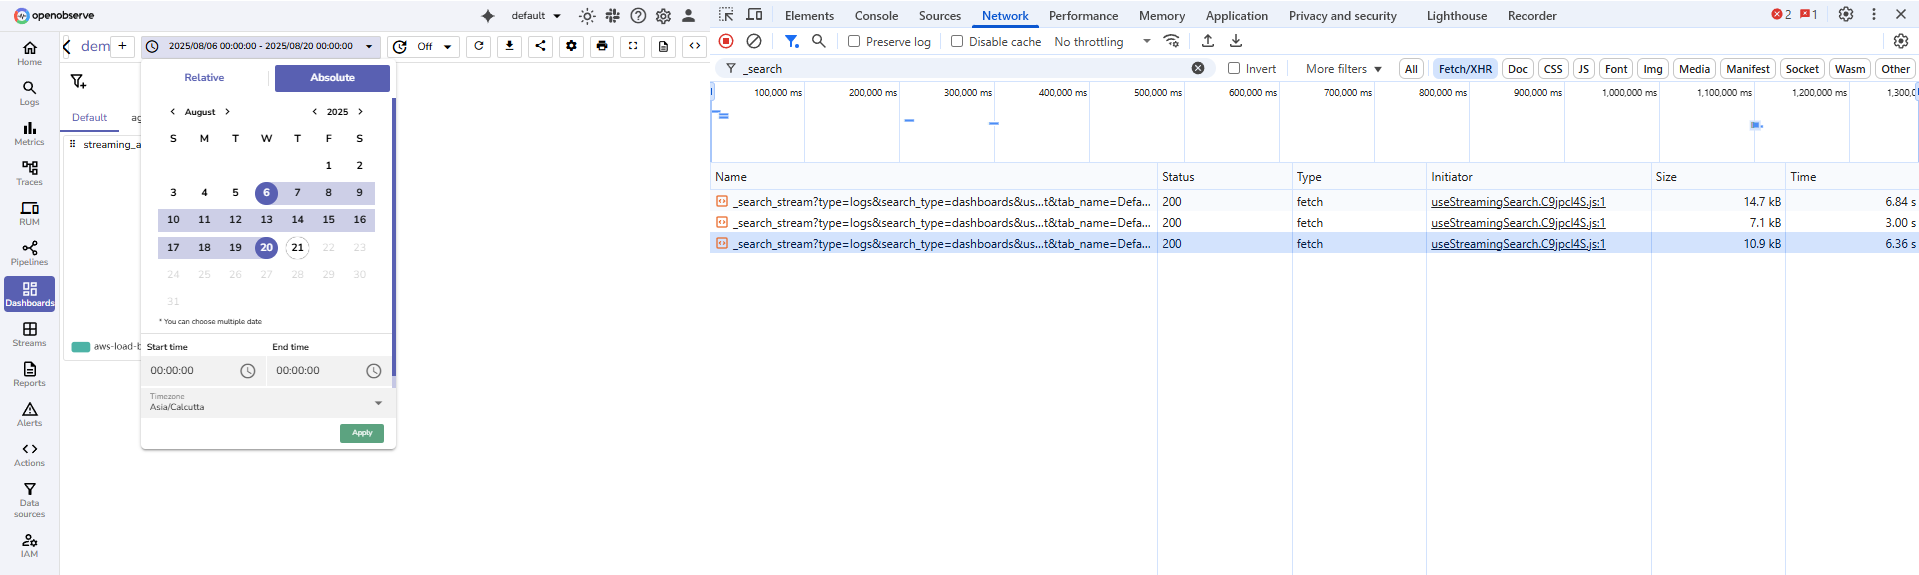 openobserve
default
Elements Console Sources Network Performance Memory Application Privacy and security Lighthouse Recorder 2 1
dem + 2025/08/06 00:00:00 - 2025/08/20 00:00:00 Off
Preserve log Disable cache No throttling
_search Invert More filters All Fetch/XHR Doc CSS JS Font Img Media Manifest Socket Wasm Other
Home
Logs
Metrics
Traces
RUM
Pipelines
Dashboards
Streams
Reports
Alerts
Actions
Data
sources
IAM
Default ag
streaming_a
aws-load-b
Relative Absolute
August 2025
S M T W T F S
1 2
3 4 5 6 7 8 9
10 11 12 13 14 15 16
17 18 19 20 21 22 23
24 25 26 27 28 29 30
31
* You can choose multiple date
Start time End time
00:00:00 00:00:00
Timezone
Asia/Calcutta
Apply
100,000 ms 200,000 ms 300,000 ms 400,000 ms 500,000 ms 600,000 ms 700,000 ms 800,000 ms 900,000 ms 1,000,000 ms 1,100,000 ms 1,200,000 ms 1,300,0
Name Status Type Initiator Size Time
_search_stream?type=logs&search_type=dashboards&us...t&tab_name=Defa... 200 fetch useStreamingSearch.C9jpcl4S.js:1 14.7 kB 6.84 s
_search_stream?type=logs&search_type=dashboards&us...t&tab_name=Defa... 200 fetch useStreamingSearch.C9jpcl4S.js:1 7.1 kB 3.00 s
_search_stream?type=logs&search_type=dashboards&us...t&tab_name=Defa... 200 fetch useStreamingSearch.C9jpcl4S.js:1 10.9 kB 6.36 s